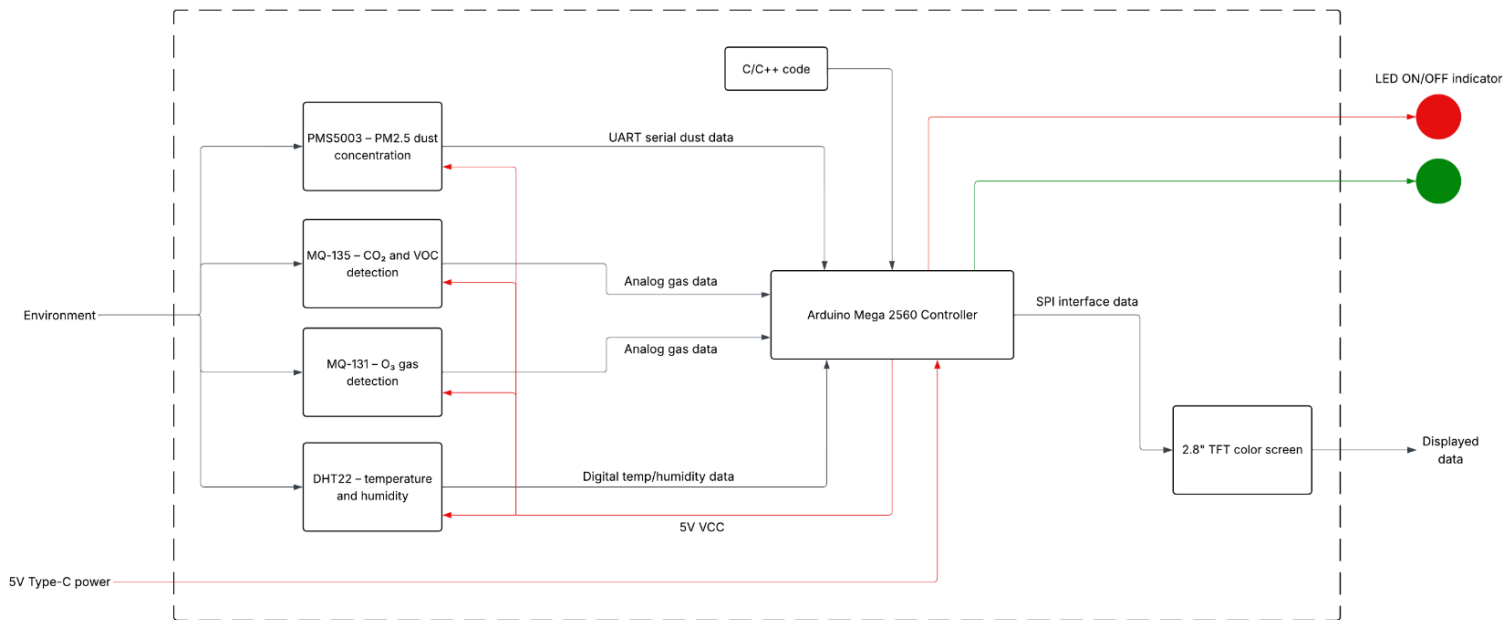 C/C++ code
LED ON/OFF indicator
PMS5003 – PM2.5 dust
concentration
UART serial dust data
MQ-135 – CO₂ and VOC
detection
Analog gas data
Environment
Arduino Mega 2560 Controller
SPI interface data
MQ-131 – O₃ gas
detection
Analog gas data
2.8" TFT color screen
Displayed
data
DHT22 – temperature
and humidity
Digital temp/humidity data
5V VCC
5V Type-C power